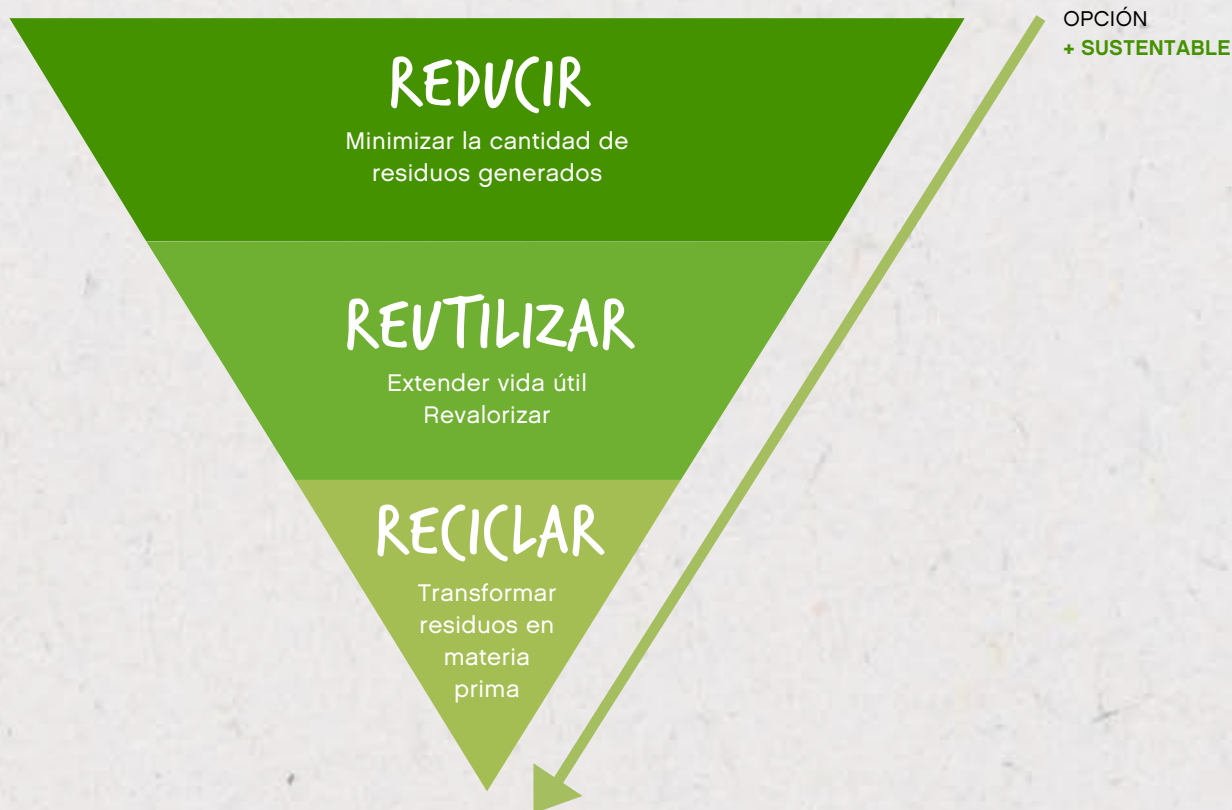 OPCIÓN
+ SUSTENTABLE
REDUCIR
Minimizar la cantidad de
residuos generados
REUTILIZAR
Extender vida útil
Revalorizar
RECICLAR
Transformar
residuos en
materia
prima